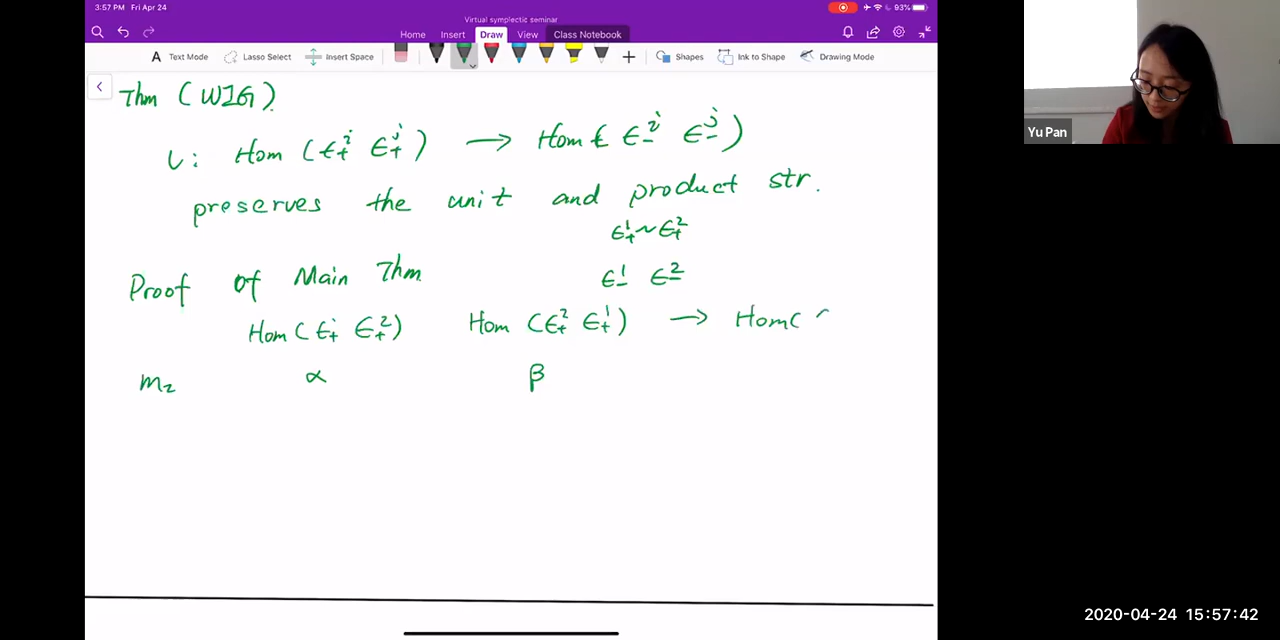 3:57 PM Fri Apr 24
93%
Virtual symplectic seminar
Home Insert Draw View Class Notebook
Text Mode Lasso Select Insert Space Shapes Ink to Shape Drawing Mode
Thm (WIG).
ι: Hom (ε₊ⁱ ε₊ʲ) → Hom( ε₋ⁱ ε₋ʲ)
preserves the unit and product str.
ε₊¹ ~ ε₊²
Proof of Main Thm
ε₋¹ ε₋²
Hom (ε₊¹ ε₊²) Hom (ε₊² ε₊¹) → Hom(
m₂ α β
Yu Pan
2020-04-24 15:57:42